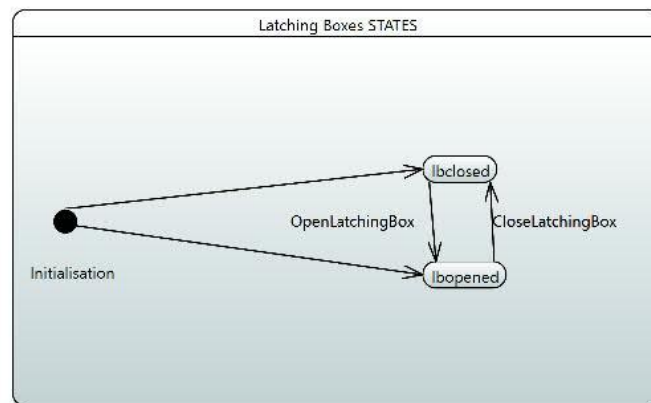 Latching Boxes STATES
lbclosed
OpenLatchingBox
CloseLatchingBox
lbopened
Initialisation